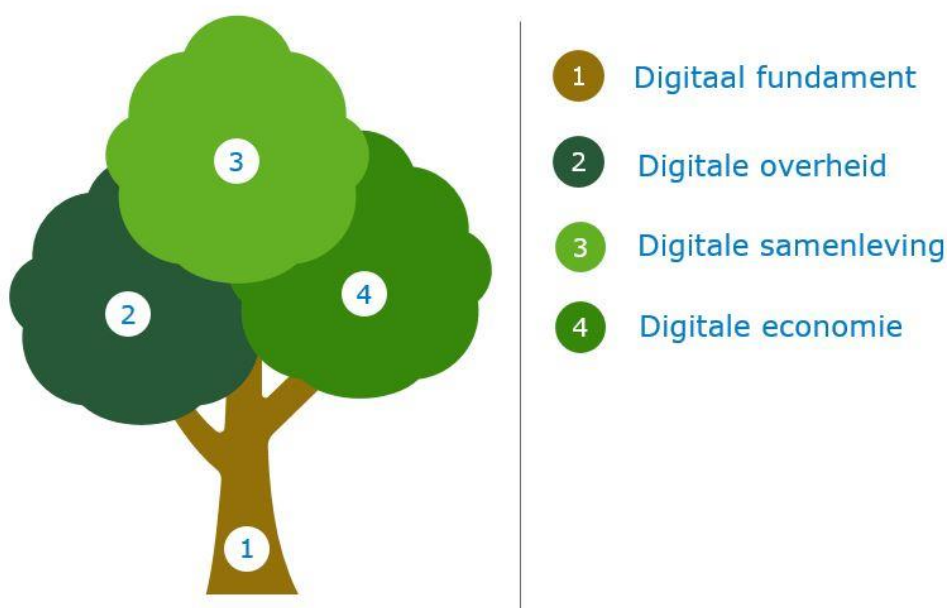 3
2
4
1
1 Digitaal fundament
2 Digitale overheid
3 Digitale samenleving
4 Digitale economie